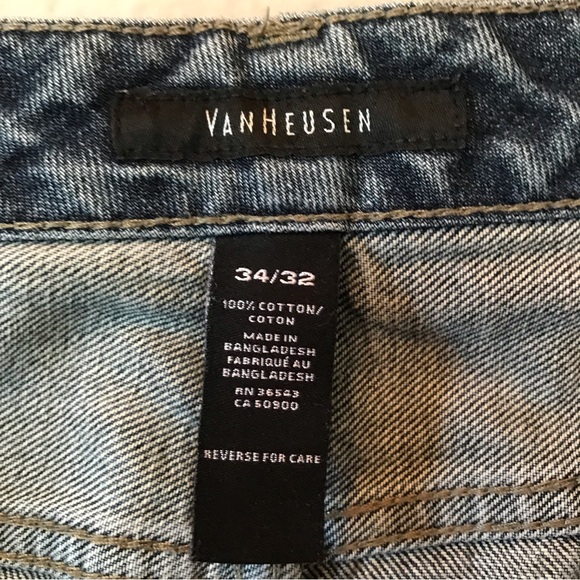 VANHEUSEN
34/32
100% COTTON/
COTON
MADE IN
BANGLADESH
FABRIQUÉ AU
BANGLADESH
RN 36543
CA 50900
REVERSE FOR CARE